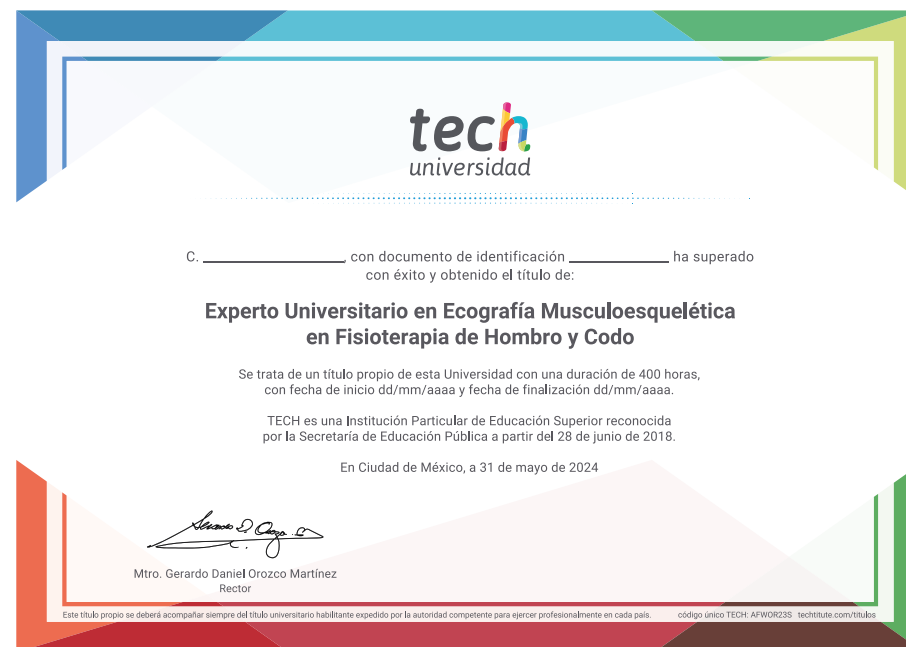 tech
universidad
C. ____________, con documento de identificación ____________ ha superado
con éxito y obtenido el título de:
Experto Universitario en Ecografía Musculoesquelética
en Fisioterapia de Hombro y Codo
Se trata de un título propio de esta Universidad con una duración de 400 horas,
con fecha de inicio dd/mm/aaaa y fecha de finalización dd/mm/aaaa.
TECH es una Institución Particular de Educación Superior reconocida
por la Secretaría de Educación Pública a partir del 28 de junio de 2018.
En Ciudad de México, a 31 de mayo de 2024
Mtro. Gerardo Daniel Orozco Martínez
Rector
Este título propio se deberá acompañar siempre del título universitario habilitante expedido por la autoridad competente para ejercer profesionalmente en cada país. código único TECH: AFWOR23S techtitute.com/titulos